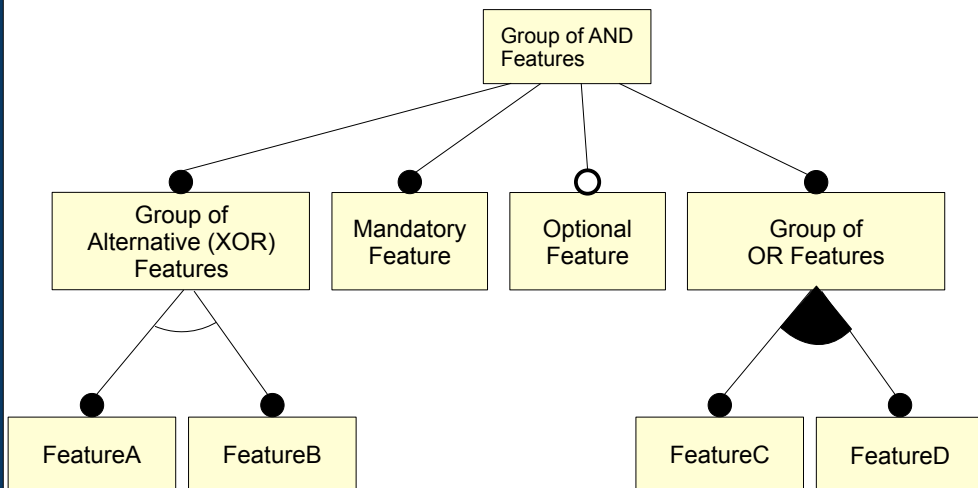 Group of AND
Features
Group of
Alternative (XOR)
Features
Mandatory
Feature
Optional
Feature
Group of
OR Features
FeatureA
FeatureB
FeatureC
FeatureD